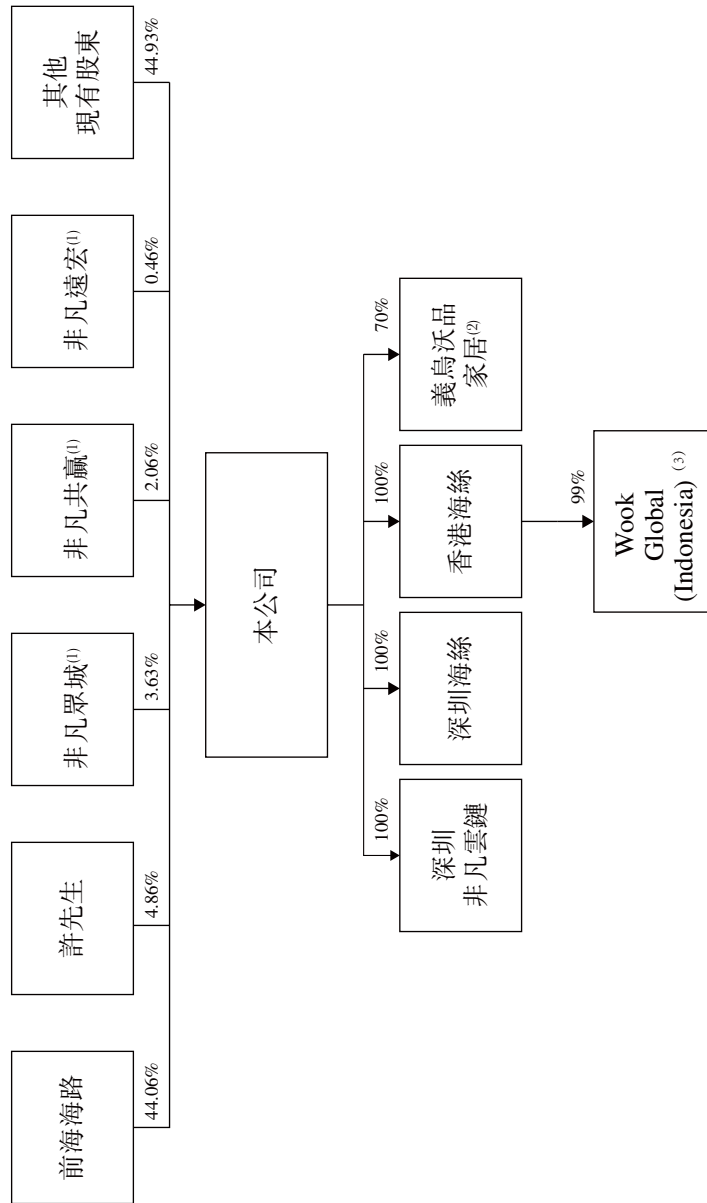 前海海路
許先生
非凡眾城(1)
非凡共贏(1)
非凡遠宏(1)
其他
現有股東
44.06%
4.86%
3.63%
2.06%
0.46%
44.93%
本公司
100%
100%
100%
70%
深圳
非凡雲鏈
深圳海絲
香港海絲
義烏沃品
家居(2)
99%
Wook
Global
(Indonesia) (3)